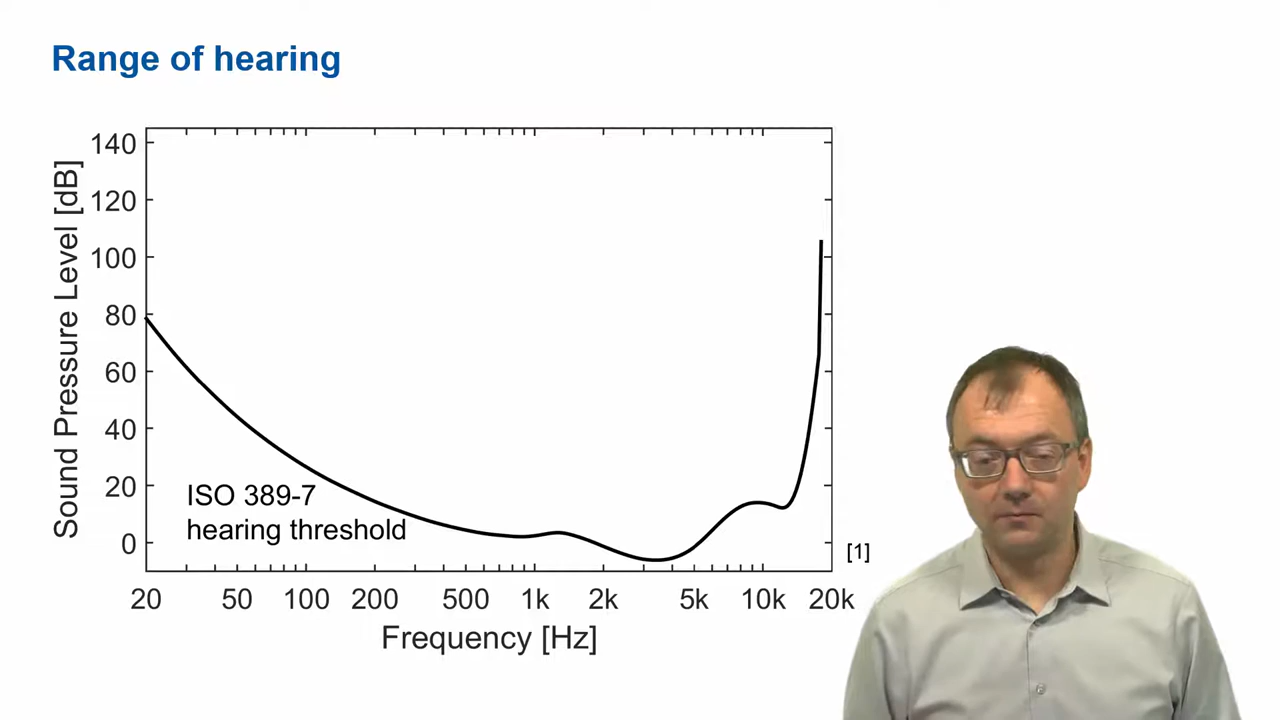 Range of hearing
140
120
100
80
60
40
20
0
Sound Pressure Level [dB]
ISO 389-7
hearing threshold
[1]
20 50 100 200 500 1k 2k 5k 10k 20k
Frequency [Hz]